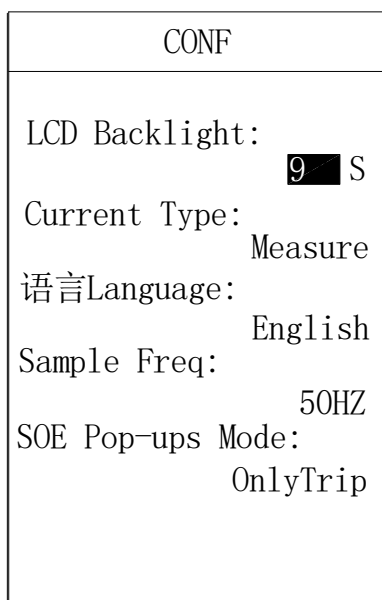 CONF
LCD Backlight:
9 S
Current Type:
Measure
语言Language:
English
Sample Freq:
50HZ
SOE Pop-ups Mode:
OnlyTrip